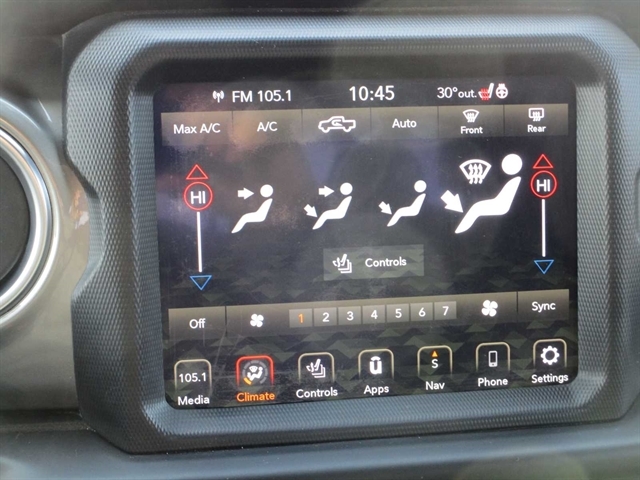 FM 105.1 10:45 30°out.
Max A/C A/C Auto Front Rear
HI HI
Controls
Off 1 2 3 4 5 6 7 Sync
105.1 u S
Media Climate Controls Apps Nav Phone Settings